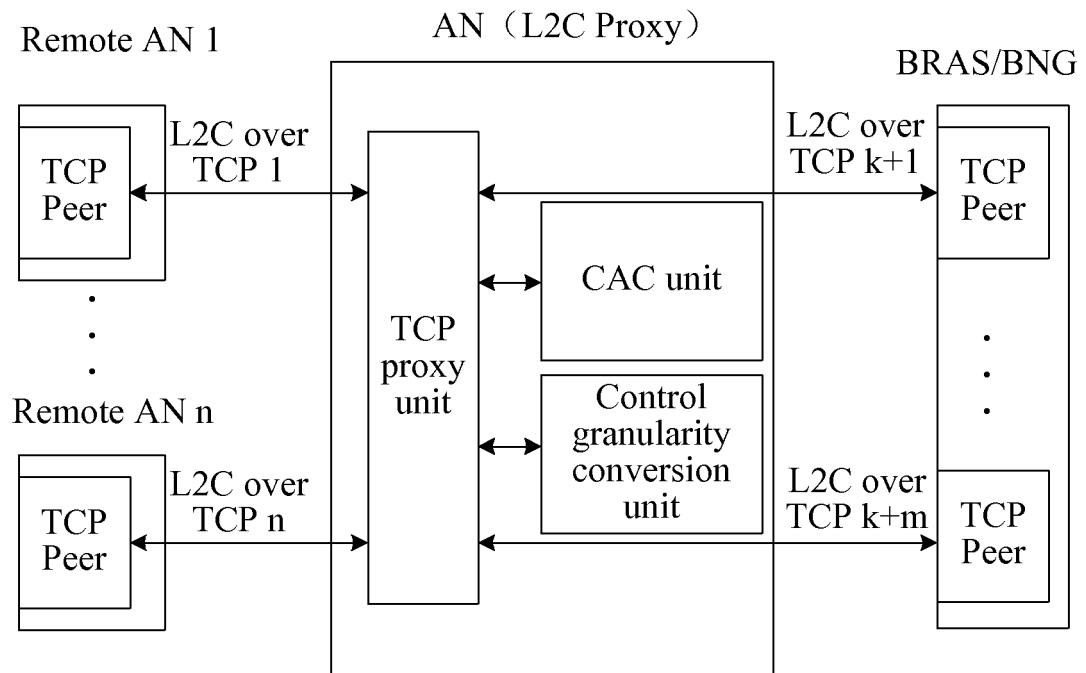 Remote AN 1
AN（L2C Proxy）
BRAS/BNG
TCP
Peer
L2C over
TCP 1
L2C over
TCP k+1
TCP
Peer
CAC unit
TCP
proxy
unit
Remote AN n
Control
granularity
conversion
unit
TCP
Peer
L2C over
TCP n
L2C over
TCP k+m
TCP
Peer